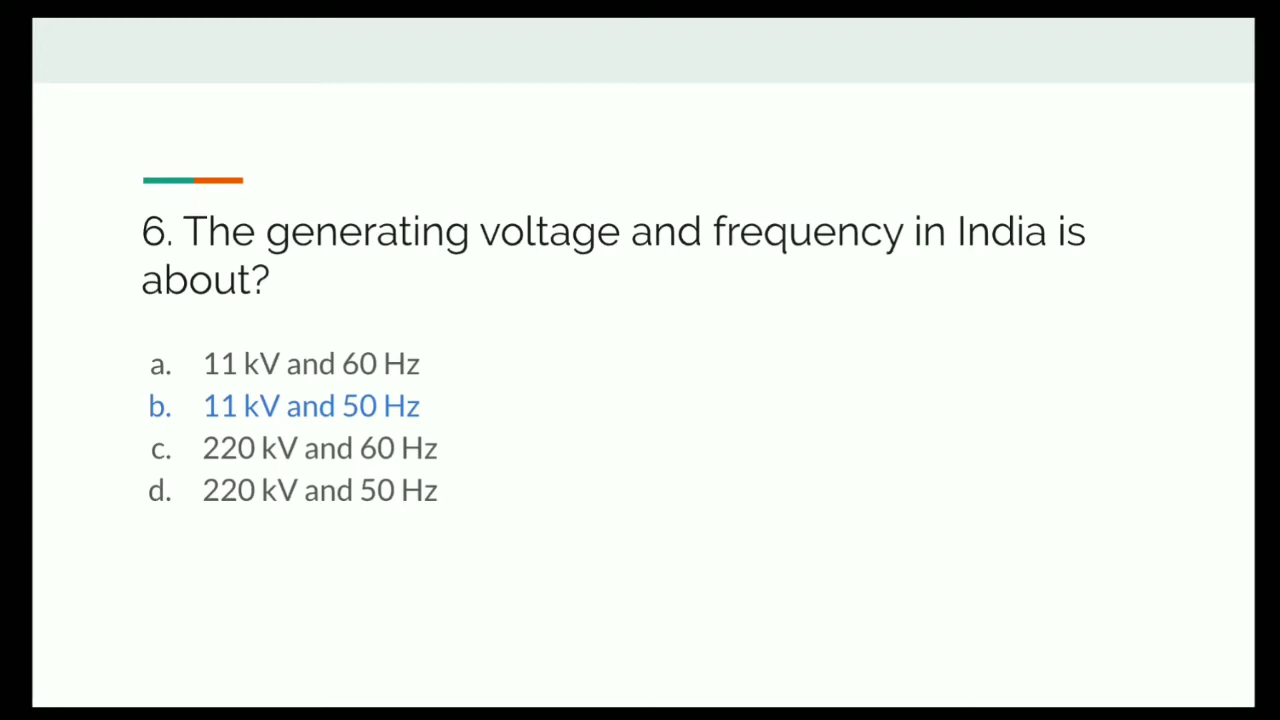 6. The generating voltage and frequency in India is
about?
a. 11 kV and 60 Hz
b. 11 kV and 50 Hz
c. 220 kV and 60 Hz
d. 220 kV and 50 Hz